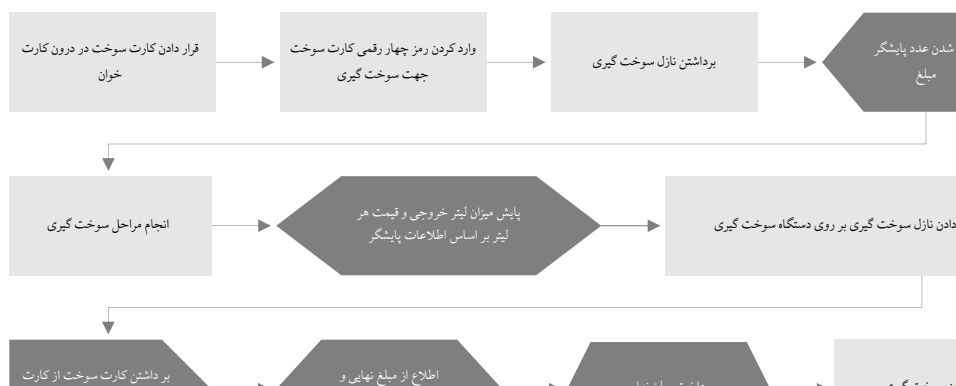 قرار دادن کارت سوخت در درون کارت
خوان
وارد کردن رمز چهار رقمی کارت سوخت
جهت سوخت گیری
برداشتن نازل سوخت گیری
شدن عدد پایشگر
مبلغ
انجام مراحل سوخت گیری
پایش میزان لیتر خروجی و قیمت هر
لیتر بر اساس اطلاعات پایشگر
دادن نازل سوخت گیری بر روی دستگاه سوخت گیری
بر داشتن کارت سوخت از کارت
اطلاع از مبلغ نهایی و